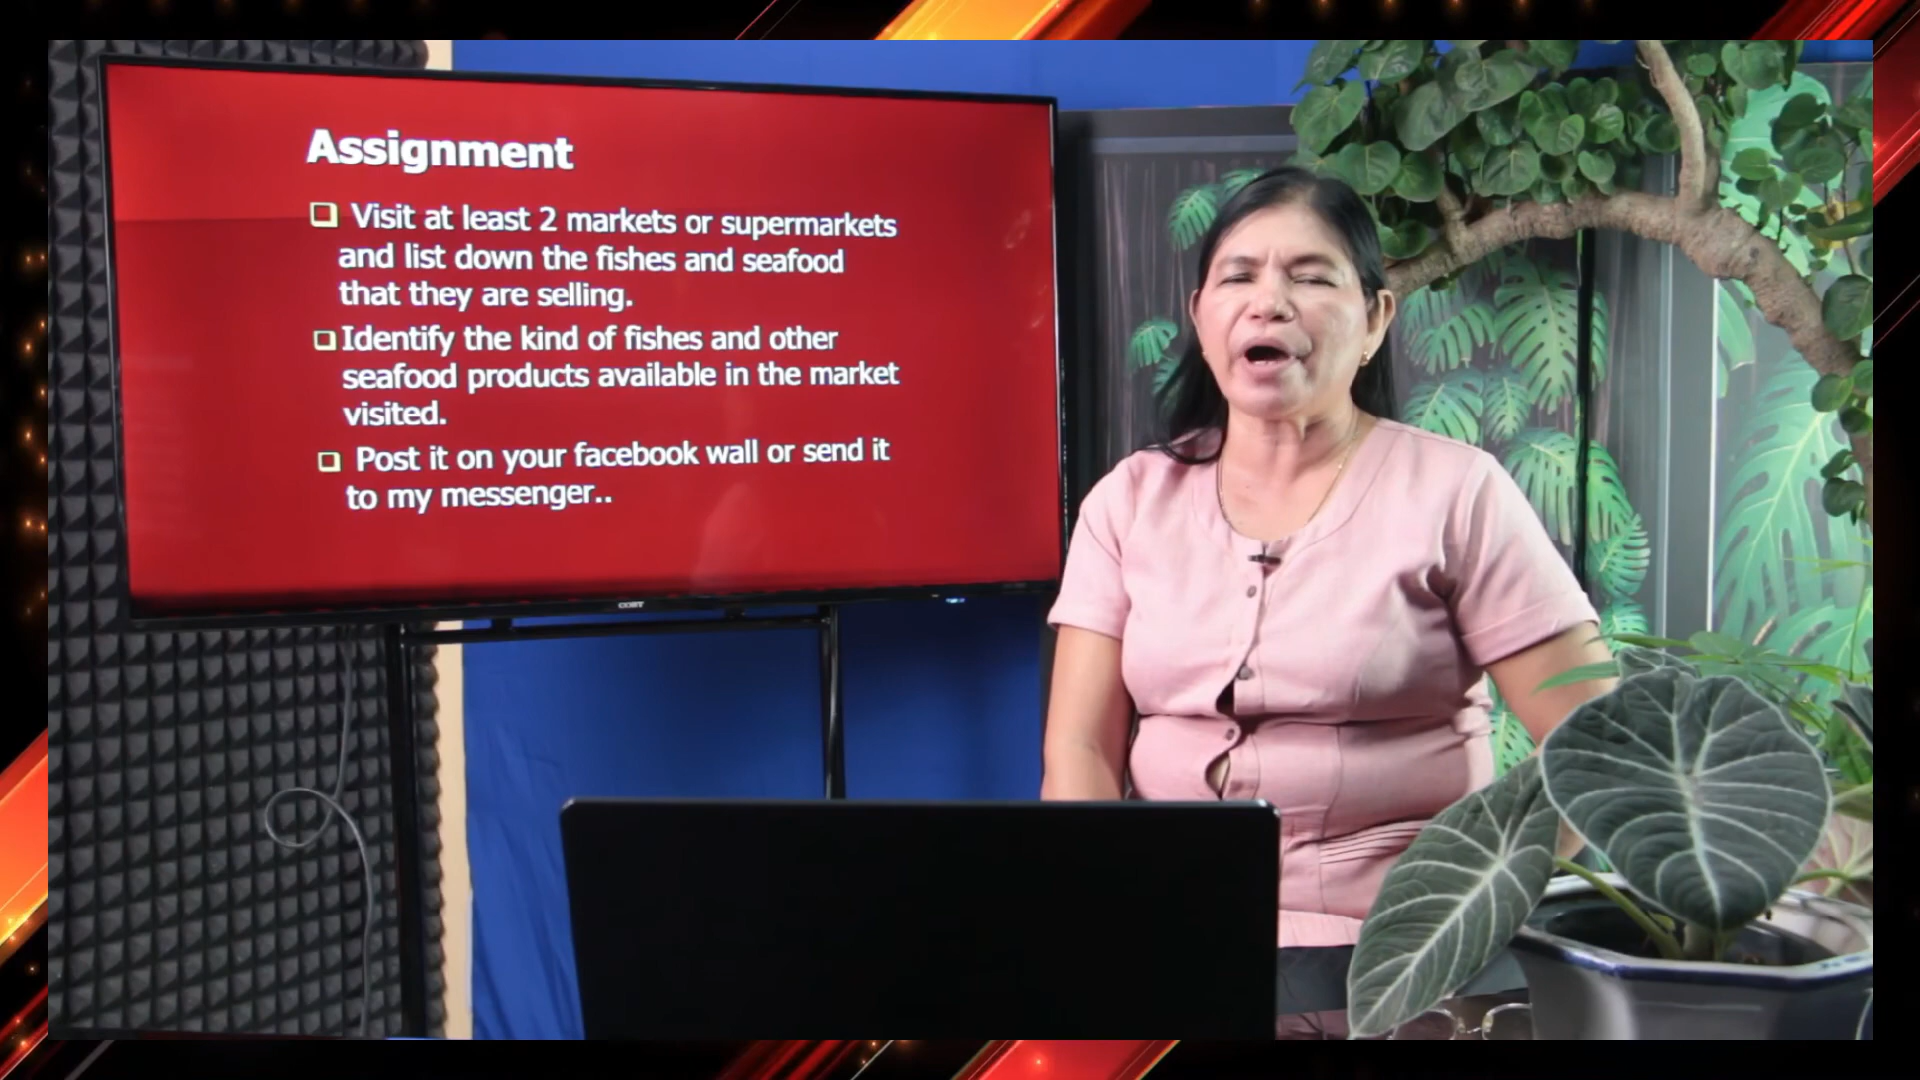 Assignment
Visit at least 2 markets or supermarkets
and list down the fishes and seafood
that they are selling.
Identify the kind of fishes and other
seafood products available in the market
visited.
Post it on your facebook wall or send it
to my messenger..